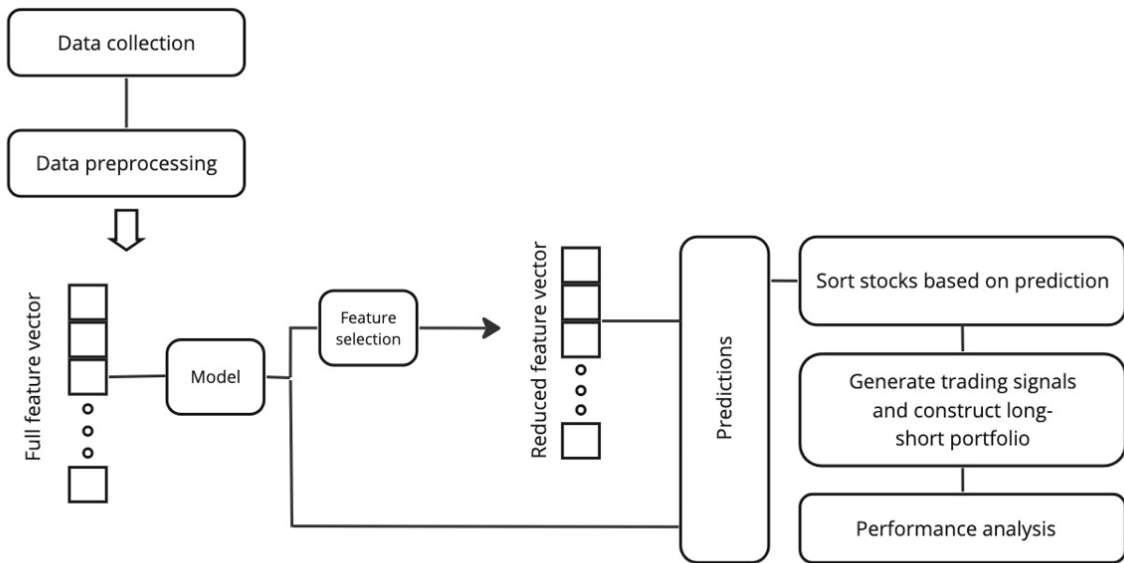 Data collection
Data preprocessing
Full feature vector
Model
Feature
selection
Reduced feature vector
Predictions
Sort stocks based on prediction
Generate trading signals
and construct long-
short portfolio
Performance analysis